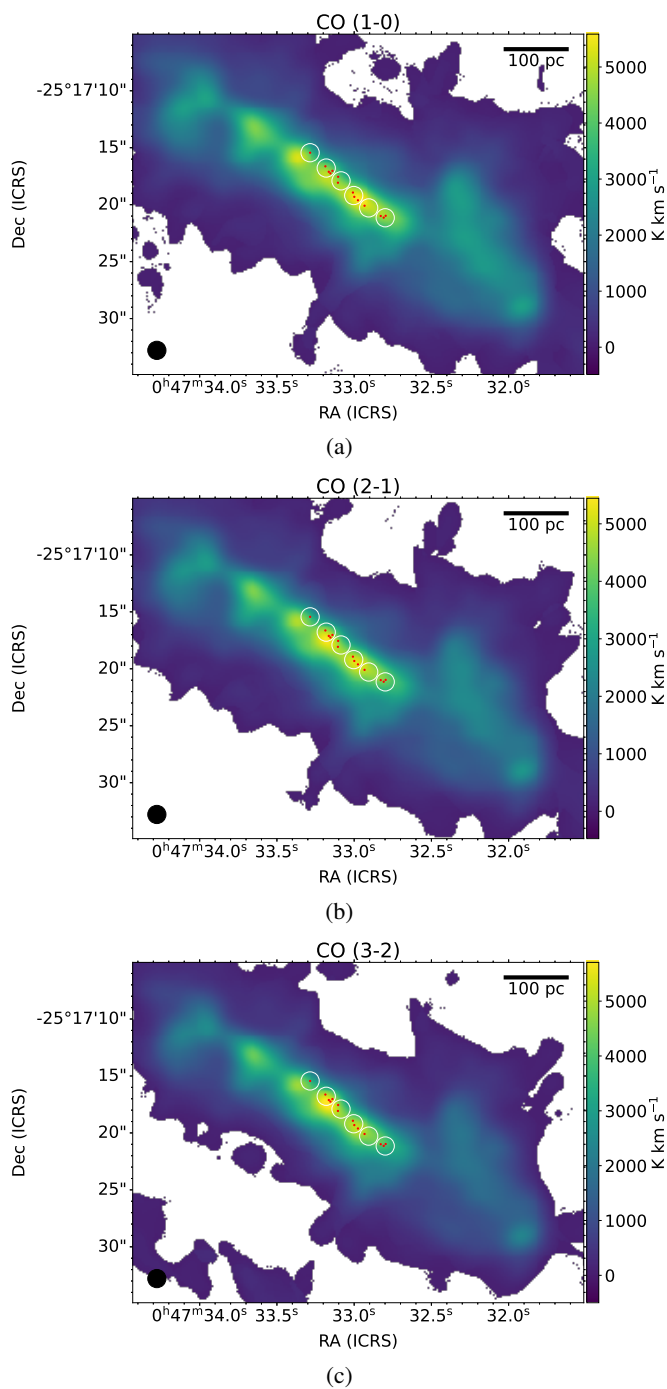 CO (1-0)
100 pc
-25°17'10"
15"
20"
25"
30"
Dec (ICRS)
0ʰ47ᵐ34.0ˢ 33.5ˢ 33.0ˢ 32.5ˢ 32.0ˢ
RA (ICRS)
5000
4000
3000
2000
1000
0
K km s⁻¹
(a)
CO (2-1)
100 pc
-25°17'10"
15"
20"
25"
30"
Dec (ICRS)
0ʰ47ᵐ34.0ˢ 33.5ˢ 33.0ˢ 32.5ˢ 32.0ˢ
RA (ICRS)
5000
4000
3000
2000
1000
0
K km s⁻¹
(b)
CO (3-2)
100 pc
-25°17'10"
15"
20"
25"
30"
Dec (ICRS)
0ʰ47ᵐ34.0ˢ 33.5ˢ 33.0ˢ 32.5ˢ 32.0ˢ
RA (ICRS)
5000
4000
3000
2000
1000
0
K km s⁻¹
(c)